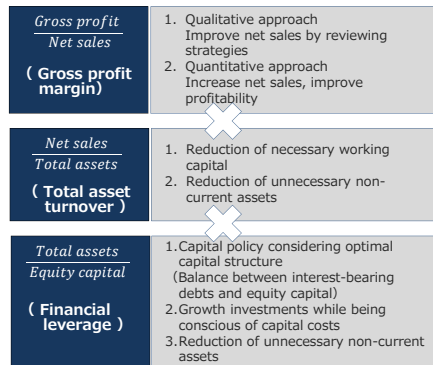 Gross profit
Net sales
( Gross profit
margin)
1. Qualitative approach
Improve net sales by reviewing
strategies
2. Quantitative approach
Increase net sales, improve
profitability
Net sales
Total assets
( Total asset
turnover )
1. Reduction of necessary working
capital
2. Reduction of unnecessary non-
current assets
Total assets
Equity capital
( Financial
leverage )
1.Capital policy considering optimal
capital structure
(Balance between interest-bearing
debts and equity capital)
2.Growth investments while being
conscious of capital costs
3.Reduction of unnecessary non-current
assets